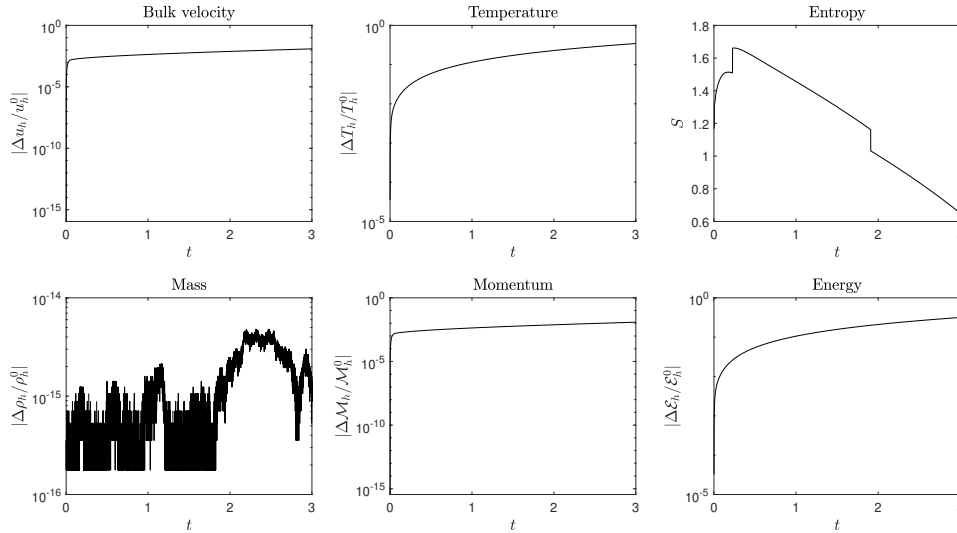 Bulk velocity
|Δu_h/u_h^0|
10^0
10^-5
10^-10
10^-15
0 1 2 3
t
Temperature
|ΔT_h/T_h^0|
10^0
10^-5
0 1 2 3
t
Entropy
S
1.8
1.6
1.4
1.2
1
0.8
0.6
0 1 2
t
Mass
|Δρ_h/ρ_h^0|
10^-14
10^-15
10^-16
0 1 2 3
t
Momentum
|Δℳ_h/ℳ_h^0|
10^0
10^-5
10^-10
10^-15
0 1 2 3
t
Energy
|Δℰ_h/ℰ_h^0|
10^0
10^-5
0 1 2
t